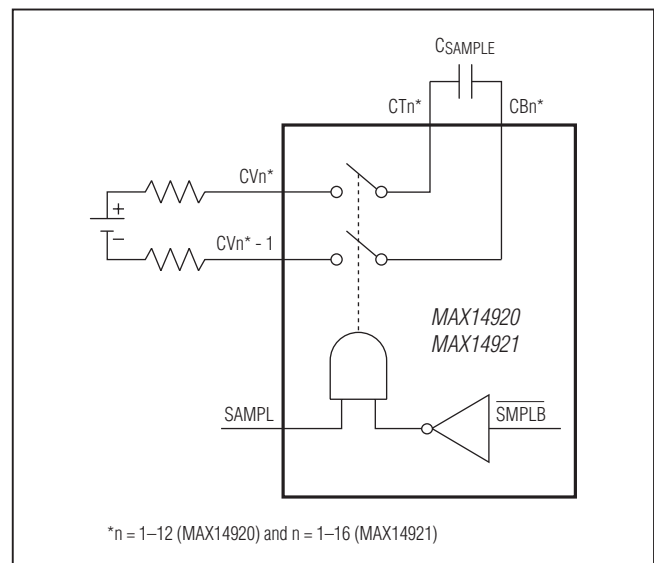 CSAMPLE
CTn* CBn*
CVn*
+
–
CVn* - 1
MAX14920
MAX14921
SAMPL
SMPLB
*n = 1–12 (MAX14920) and n = 1–16 (MAX14921)